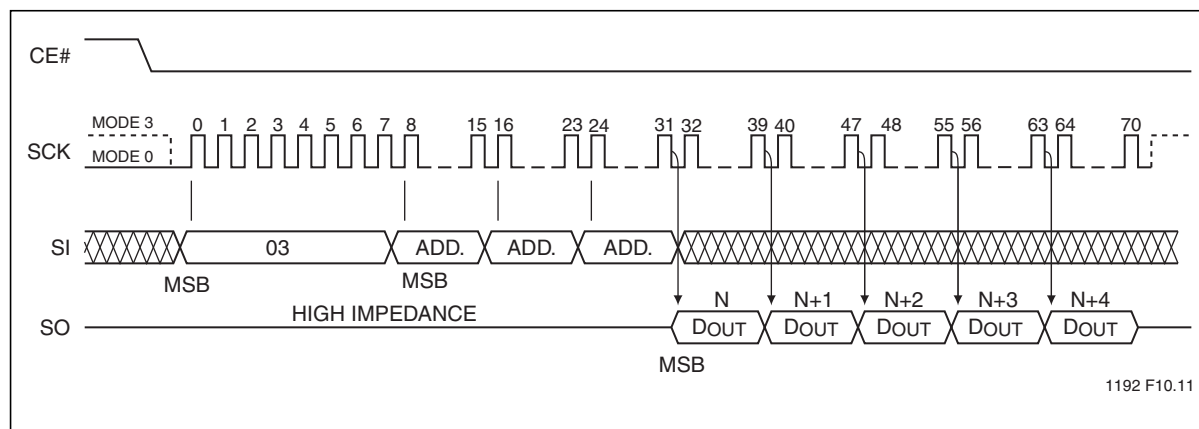 CE#
MODE 3
0 1 2 3 4 5 6 7 8 15 16 23 24 31 32 39 40 47 48 55 56 63 64 70
SCK
MODE 0
SI
03 ADD. ADD. ADD.
MSB MSB
HIGH IMPEDANCE
N N+1 N+2 N+3 N+4
SO
DOUT DOUT DOUT DOUT DOUT
MSB
1192 F10.11